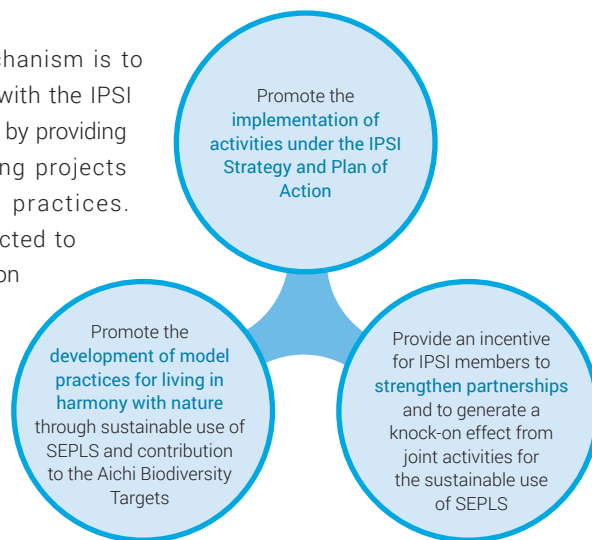 chanism is to
with the IPSI
by providing
ng projects
practices.
cted to
on
Promote the
implementation of
activities under the IPSI
Strategy and Plan of
Action
Promote the
development of model
practices for living in
harmony with nature
through sustainable use of
SEPLS and contribution
to the Aichi Biodiversity
Targets
Provide an incentive
for IPSI members to
strengthen partnerships
and to generate a
knock-on effect from
joint activities for
the sustainable use
of SEPLS